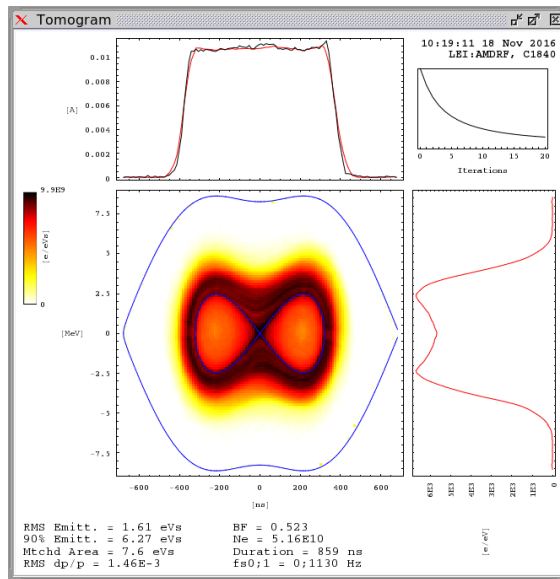 Tomogram
10:19:11 18 Nov 2016
LEI:AMDRF, C1840
0.01
0.008
0.006
[A]
0.004
0.002
0
0 5 10 15 20
Iterations
9.9E9
[e/eVs]
0
7.5
5
2.5
[MeV] 0
-2.5
-5
-7.5
-600 -400 -200 0 200 400 600
[ns]
6E3 5E3 4E3 3E3 2E3 1E3 0
[e/eV]
RMS Emitt. = 1.61 eVs BF = 0.523
90% Emitt. = 6.27 eVs Ne = 5.16E10
Mtchd Area = 7.6 eVs Duration = 859 ns
RMS dp/p = 1.46E-3 fs0;1 = 0;1130 Hz